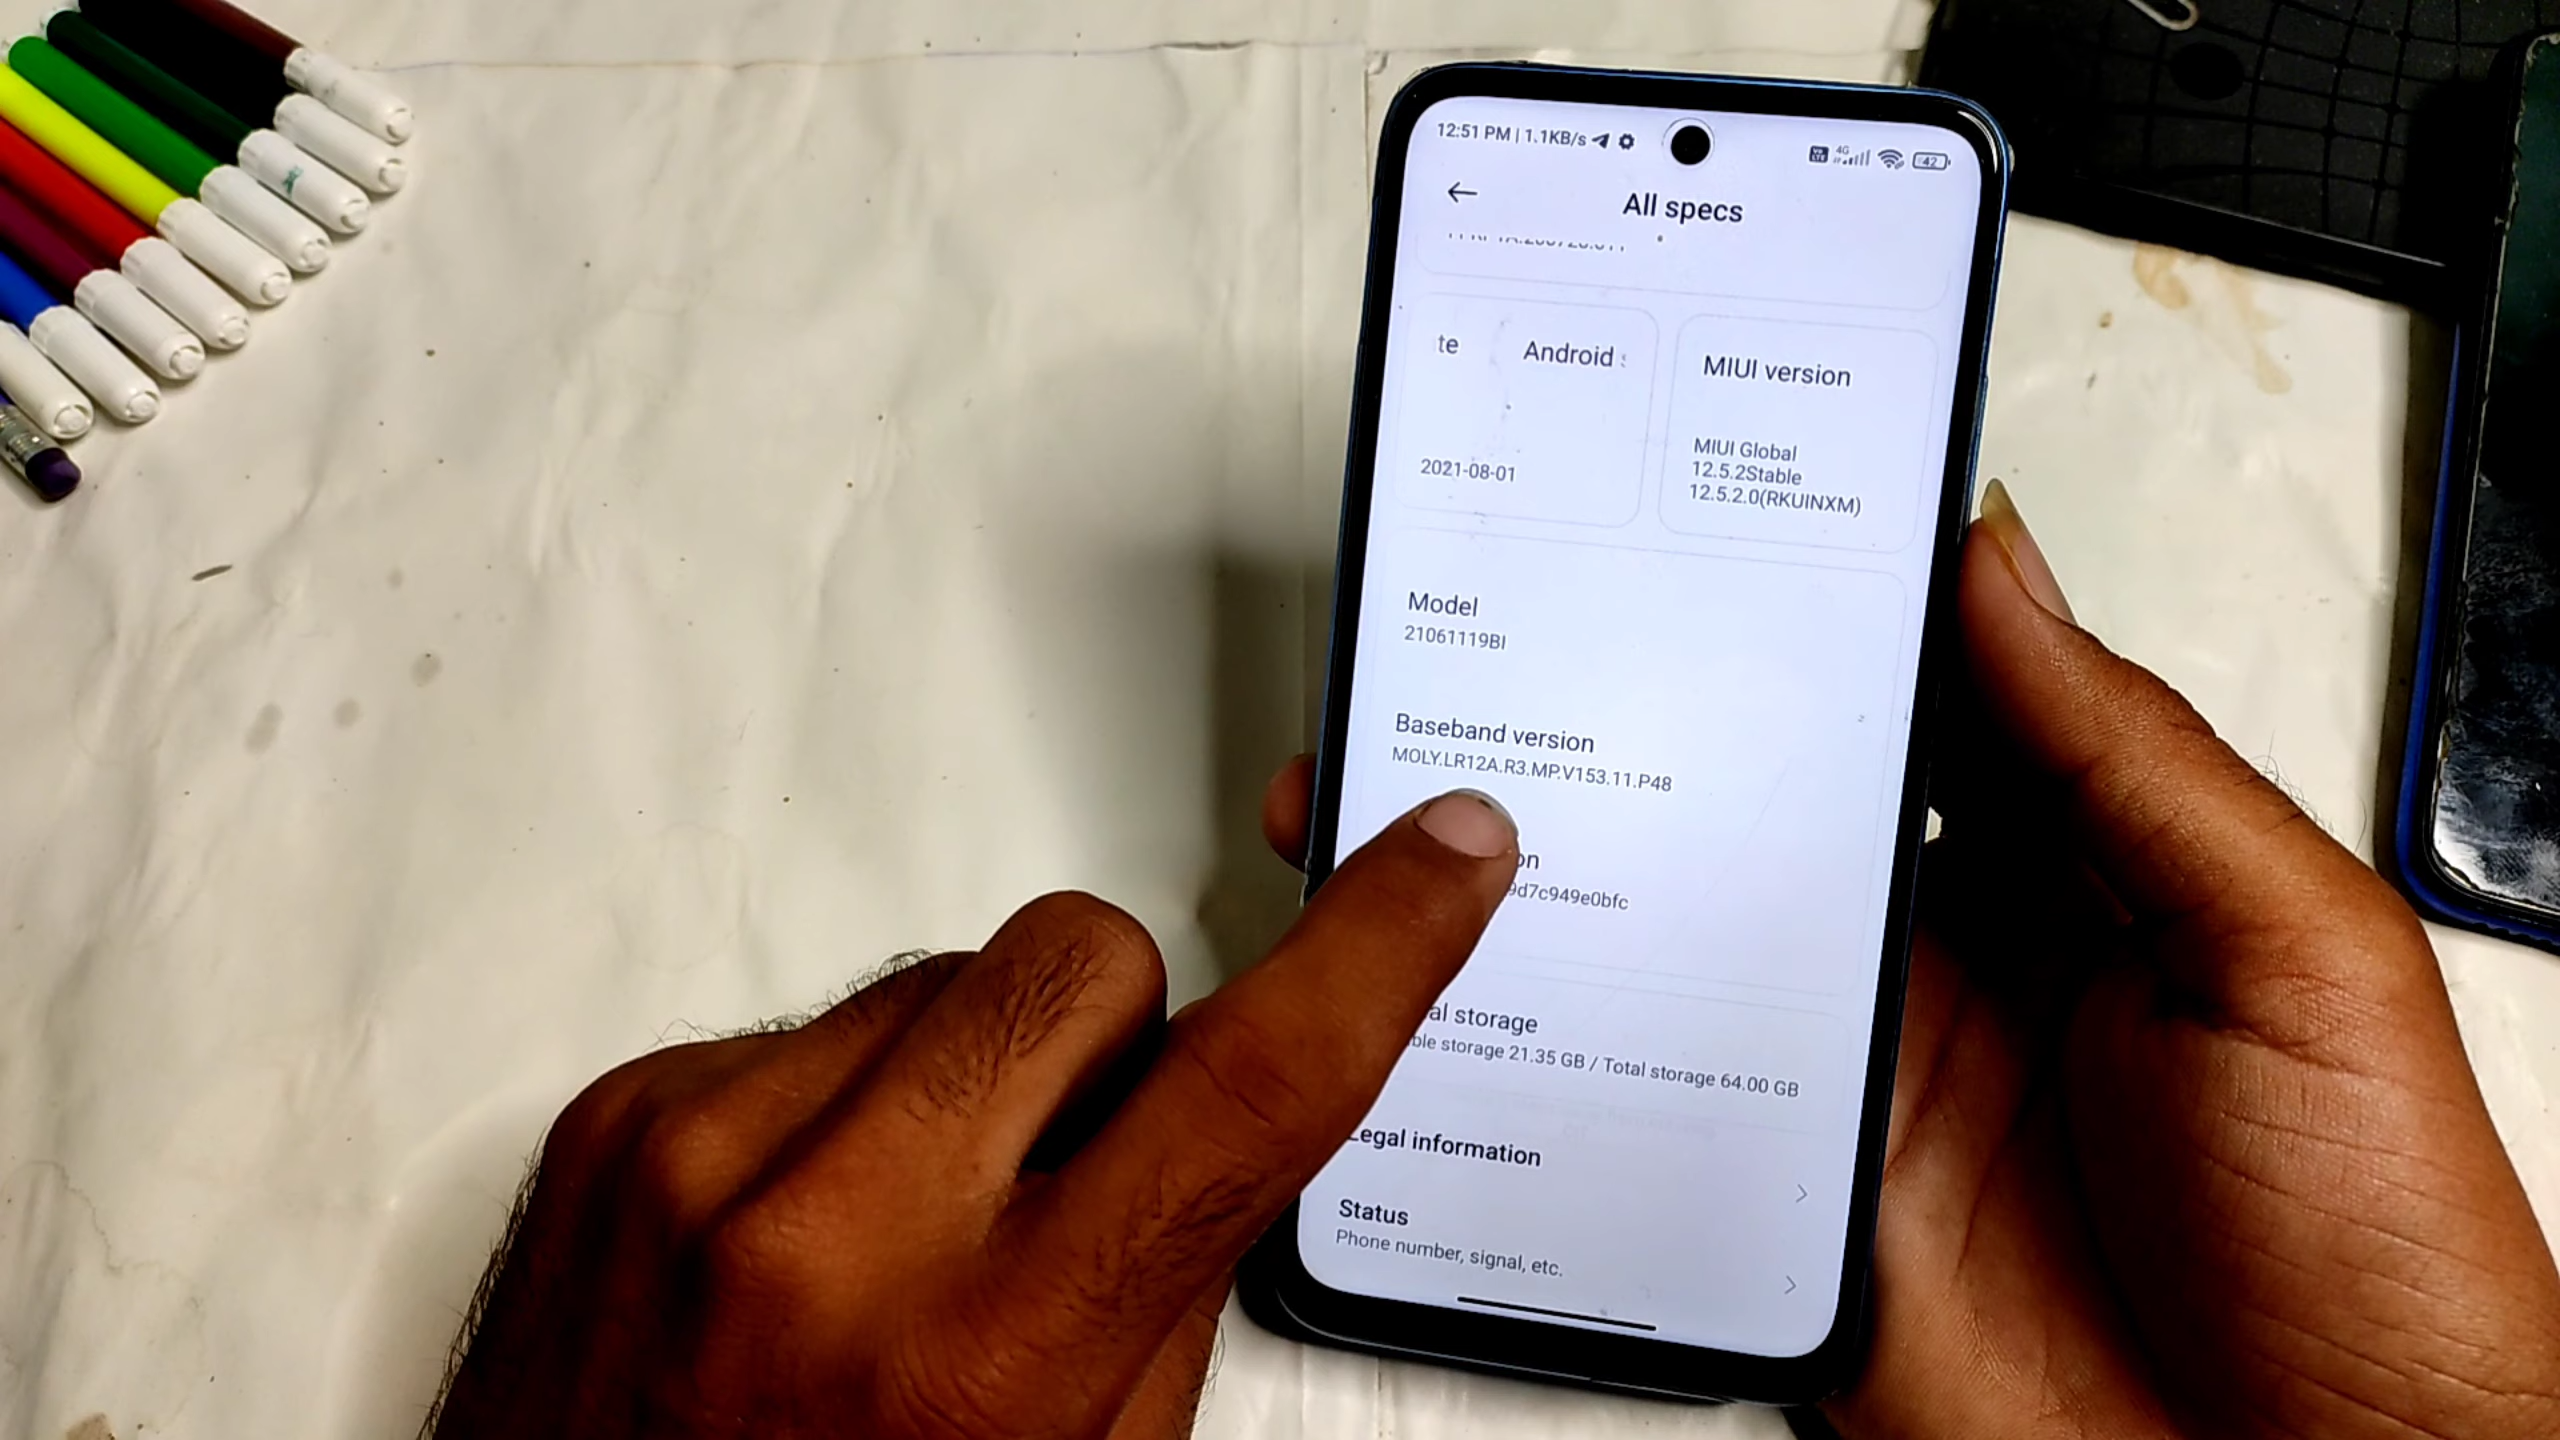 12:51 PM | 1.1KB/s
4G
42
All specs
te Android
2021-08-01
MIUI version
MIUI Global
12.5.2Stable
12.5.2.0(RKUINXM)
Model
21061119BI
Baseband version
MOLY.LR12A.R3.MP.V153.11.P48
on
9d7c949e0bfc
al storage
ble storage 21.35 GB / Total storage 64.00 GB
Legal information
Status
Phone number, signal, etc.